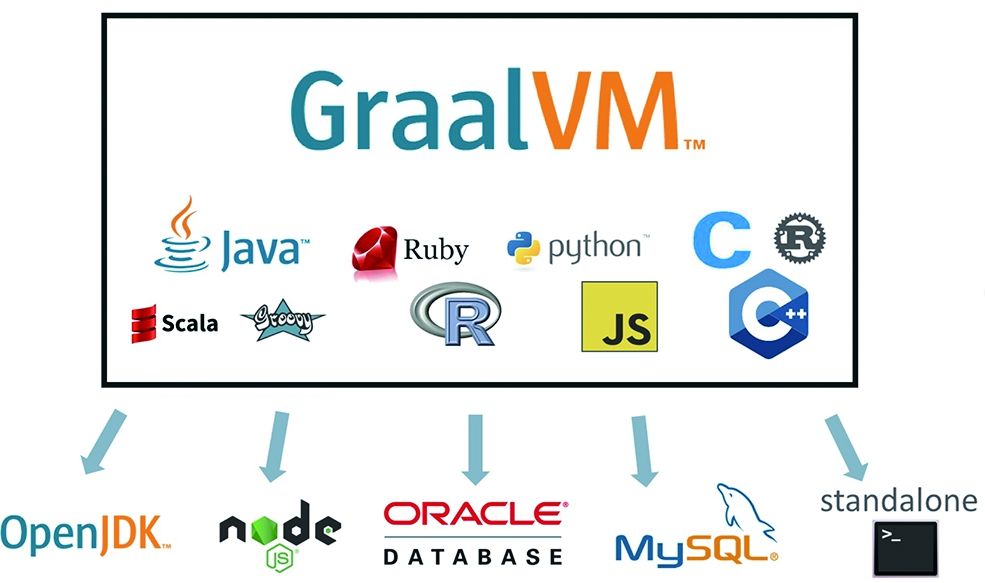 GraalVM™
Java™
Ruby
python™
C
R
Scala
Groovy
R
JS
C++
OpenJDK™
node
JS®
ORACLE®
DATABASE
MySQL®
standalone
>_